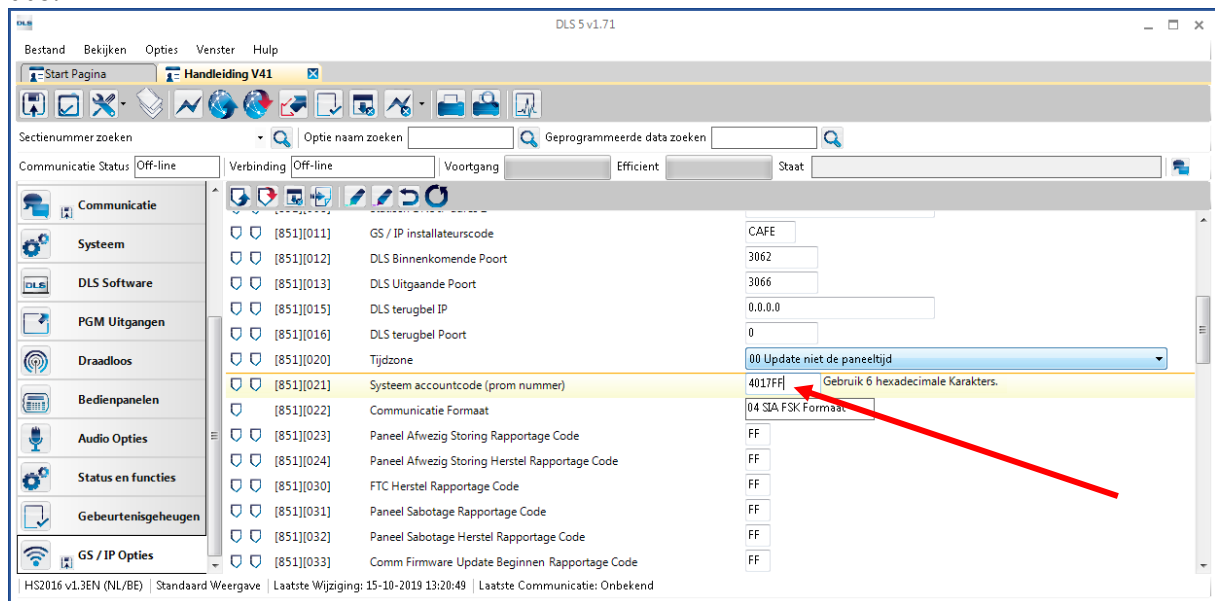 DLS 5 v1.71
Bestand Bekijken Opties Venster Hulp
Start Pagina Handleiding V41
Sectienummer zoeken Optie naam zoeken Geprogrammeerde data zoeken
Communicatie Status Off-line Verbinding Off-line Voortgang Efficient Staat
Communicatie
Systeem
DLS Software
PGM Uitgangen
Draadloos
Bedienpanelen
Audio Opties
Status en functies
Gebeurtenisgeheugen
GS / IP Opties
[851][011] GS / IP installateurscode CAFE
[851][012] DLS Binnenkomende Poort 3062
[851][013] DLS Uitgaande Poort 3066
[851][015] DLS terugbel IP 0.0.0.0
[851][016] DLS terugbel Poort 0
[851][020] Tijdzone 00 Update niet de paneeltijd
[851][021] Systeem accountcode (prom nummer) 4017FF Gebruik 6 hexadecimale Karakters.
[851][022] Communicatie Formaat 04 SIA FSK Formaat
[851][023] Paneel Afwezig Storing Rapportage Code FF
[851][024] Paneel Afwezig Storing Herstel Rapportage Code FF
[851][030] FTC Herstel Rapportage Code FF
[851][031] Paneel Sabotage Rapportage Code FF
[851][032] Paneel Sabotage Herstel Rapportage Code FF
[851][033] Comm Firmware Update Beginnen Rapportage Code FF
HS2016 v1.3EN (NL/BE) Standaard Weergave Laatste Wijziging: 15-10-2019 13:20:49 Laatste Communicatie: Onbekend